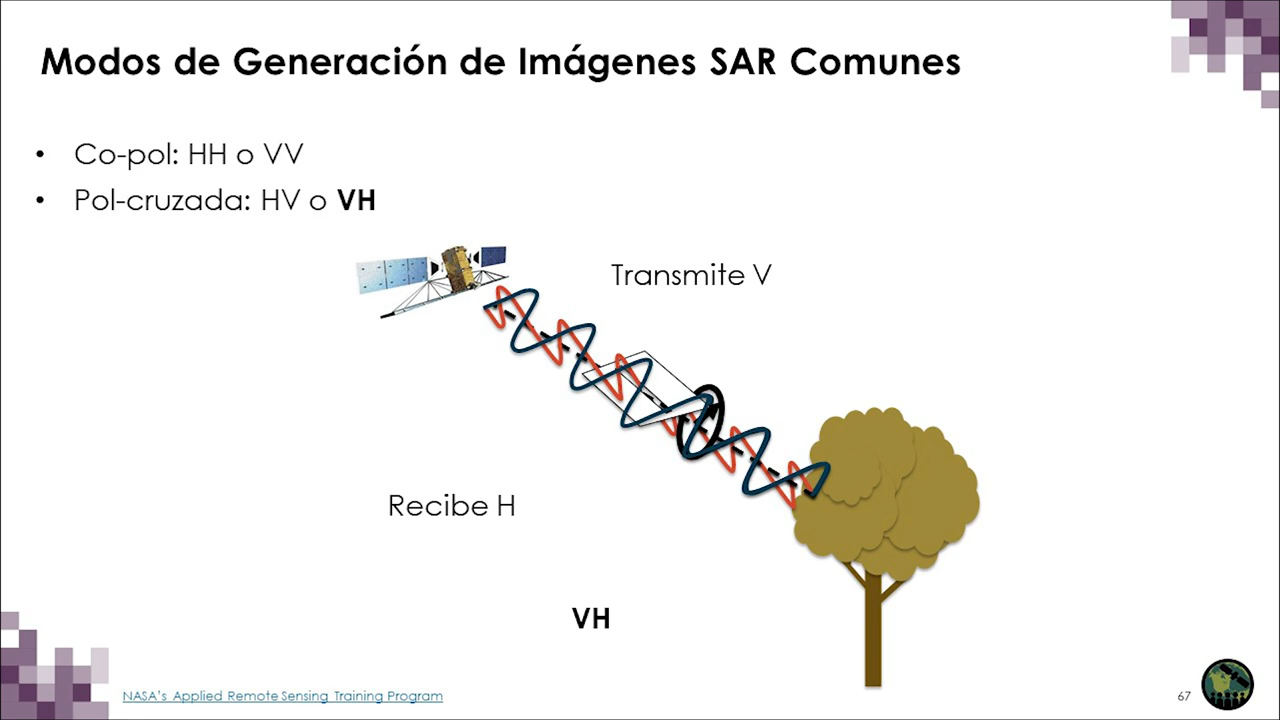 Modos de Generación de Imágenes SAR Comunes
• Co-pol: HH o VV
• Pol-cruzada: HV o VH
Transmite V
Recibe H
VH
NASA's Applied Remote Sensing Training Program
67